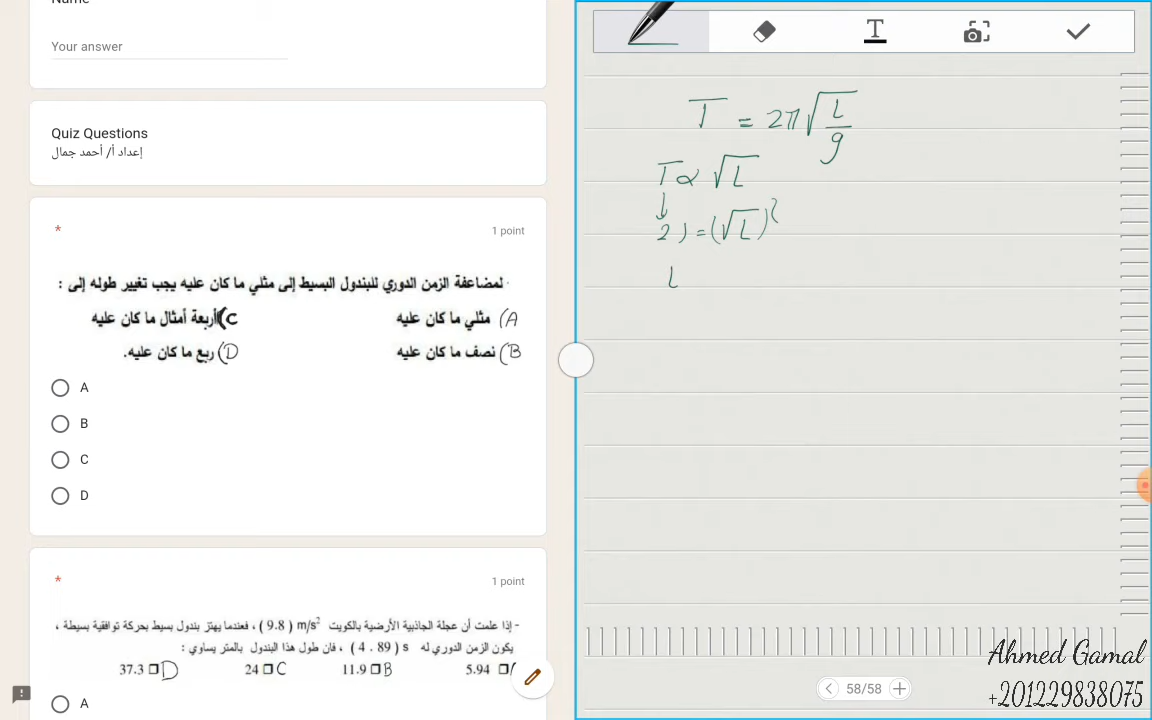 Name
Your answer
Quiz Questions
إعداد أ/ أحمد جمال
* 1 point
لمضاعفة الزمن الدوري للبندول البسيط إلى مثلي ما كان عليه يجب تغيير طوله إلى :
A) مثلي ما كان عليه C) أربعة أمثال ما كان عليه
B) نصف ما كان عليه D) ربع ما كان عليه.
A
B
C
D
* 1 point
- إذا علمت أن عجلة الجاذبية الأرضية بالكويت m/s² ( 9.8 ) ، فعندما يهتز بندول بسيط بحركة توافقية بسيطة ،
يكون الزمن الدوري له s ( 4 . 89 ) ، فان طول هذا البندول بالمتر يساوي :
5.94 □ 11.9 □ B 24 □ C 37.3 □ D
A
T
T = 2π√(L/g)
T ∝ √L
↓
2) = (√L)²
L
58/58
Ahmed Gamal
+201229838075